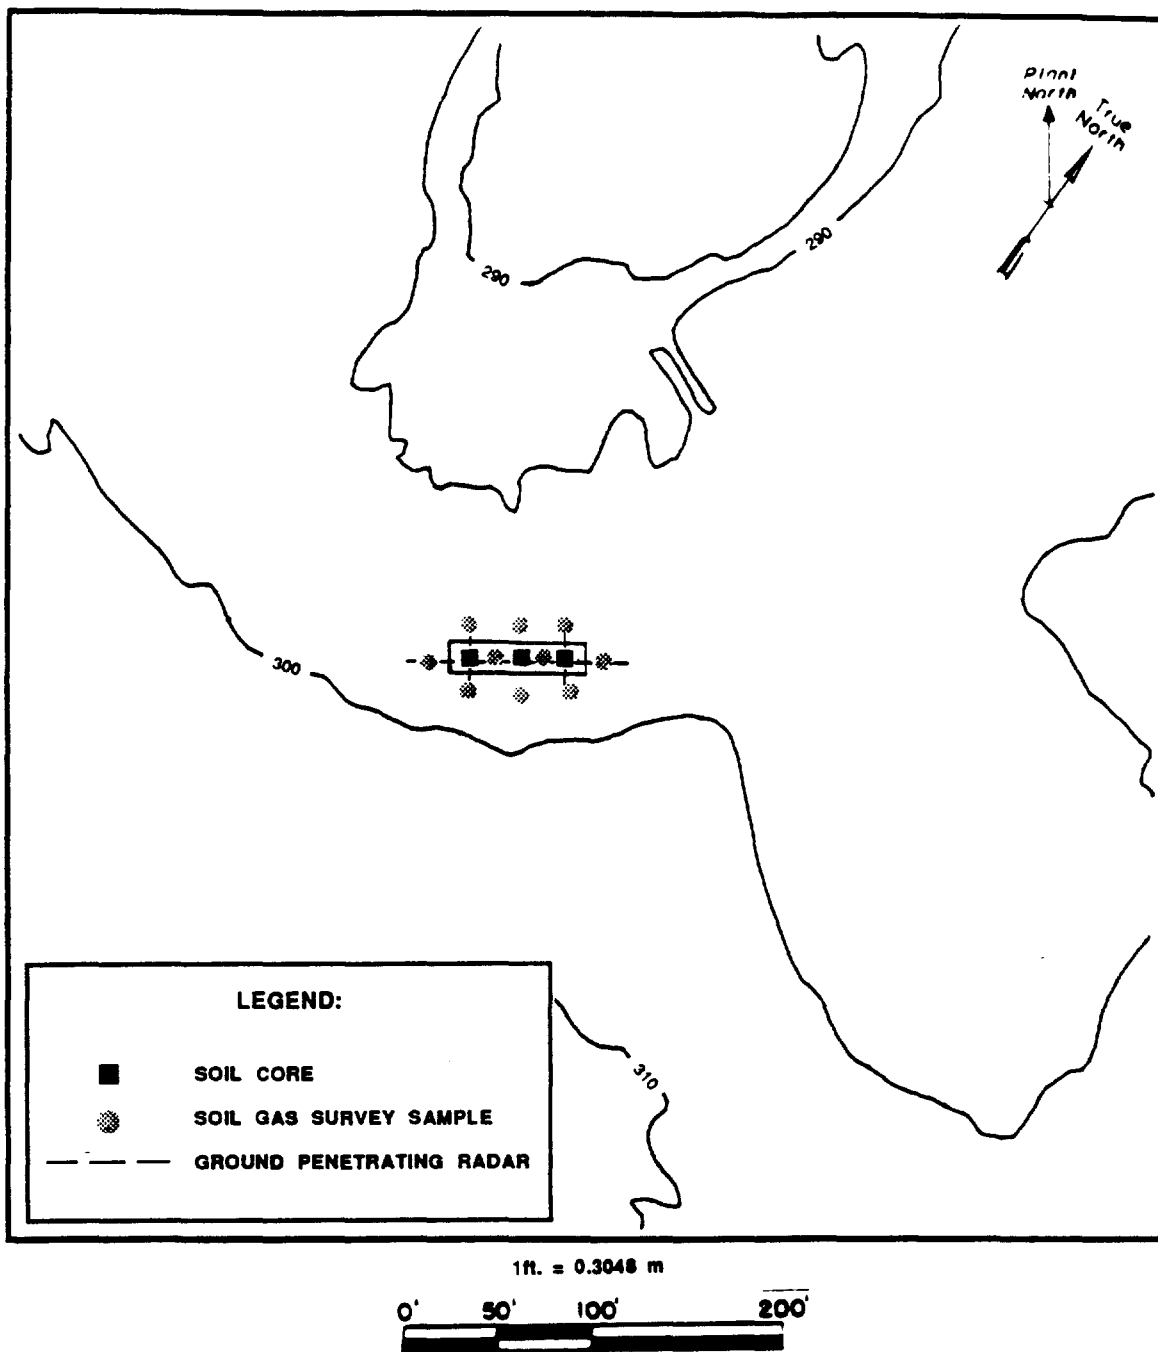 Plant
North
True
North
290
290
300
310
LEGEND:
SOIL CORE
SOIL GAS SURVEY SAMPLE
GROUND PENETRATING RADAR
1ft. = 0.3048 m
0' 50' 100' 200'